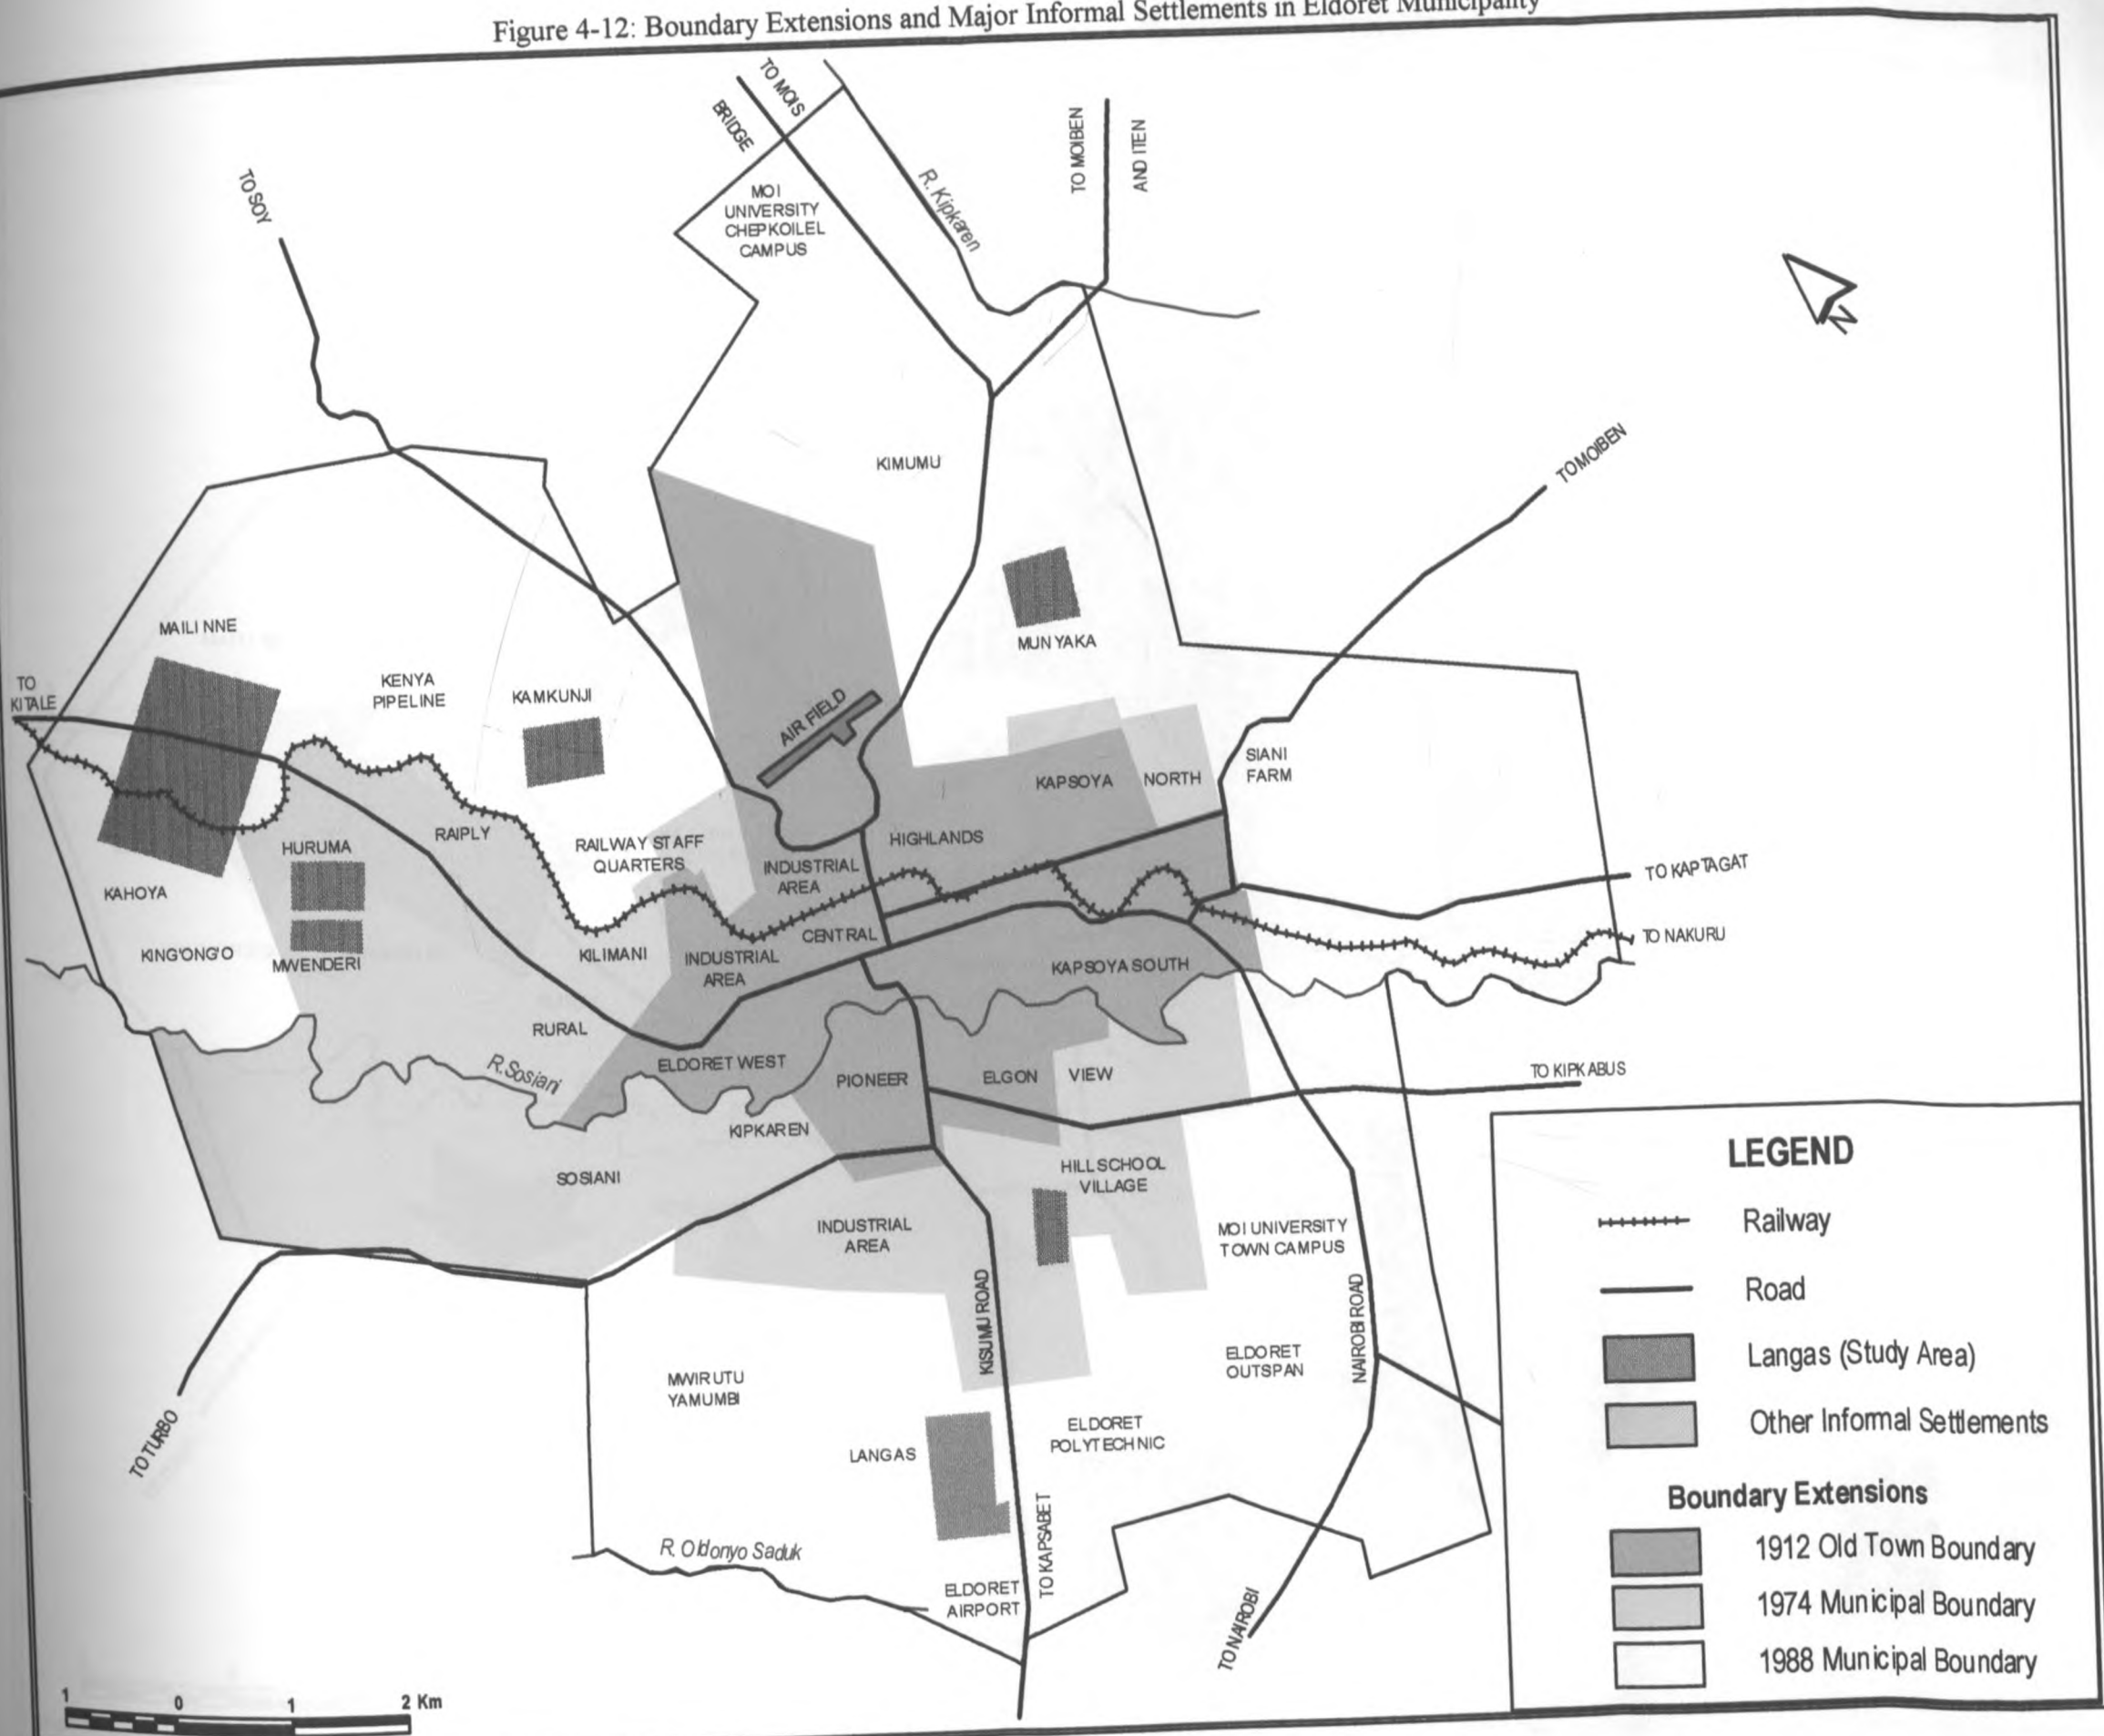 Figure 4-12: Boundary Extensions and Major Informal Settlements in Eldoret Municipality
TO MOIS
BRIDGE
TO MOIBEN
AND ITEN
TO SOY
R. Kipkaren
MOI
UNIVERSITY
CHEPKOILEL
CAMPUS
N
KIMUMU
TO MOIBEN
MAILI NNE
MUNYAKA
TO
KITALE
KENYA
PIPELINE
KAMKUNJI
AIR FIELD
SIANI
FARM
KAPSOYA NORTH
RAIPLY
HURUMA
RAILWAY STAFF
QUARTERS
HIGHLANDS
INDUSTRIAL
AREA
TO KAPTAGAT
KAHOYA
CENTRAL
TO NAKURU
KING'ONG'O
MWENDERI
KILIMANI
INDUSTRIAL
AREA
KAPSOYA SOUTH
RURAL
R.Sosiani
ELDORET WEST
PIONEER
ELGON VIEW
TO KIPKABUS
KIPKAREN
SOSIANI
HILL SCHOOL
VILLAGE
INDUSTRIAL
AREA
MOI UNIVERSITY
TOWN CAMPUS
KISUMU ROAD
NAIROBI ROAD
MWIRUTU
YAMUMBI
ELDORET
OUTSPAN
TO TURBO
LANGAS
ELDORET
POLYTECHNIC
TO KAPSABET
R. Oldonyo Saduk
ELDORET
AIRPORT
TO NAIROBI
LEGEND
Railway
Road
Langas (Study Area)
Other Informal Settlements
Boundary Extensions
1912 Old Town Boundary
1974 Municipal Boundary
1988 Municipal Boundary
1 0 1 2 Km